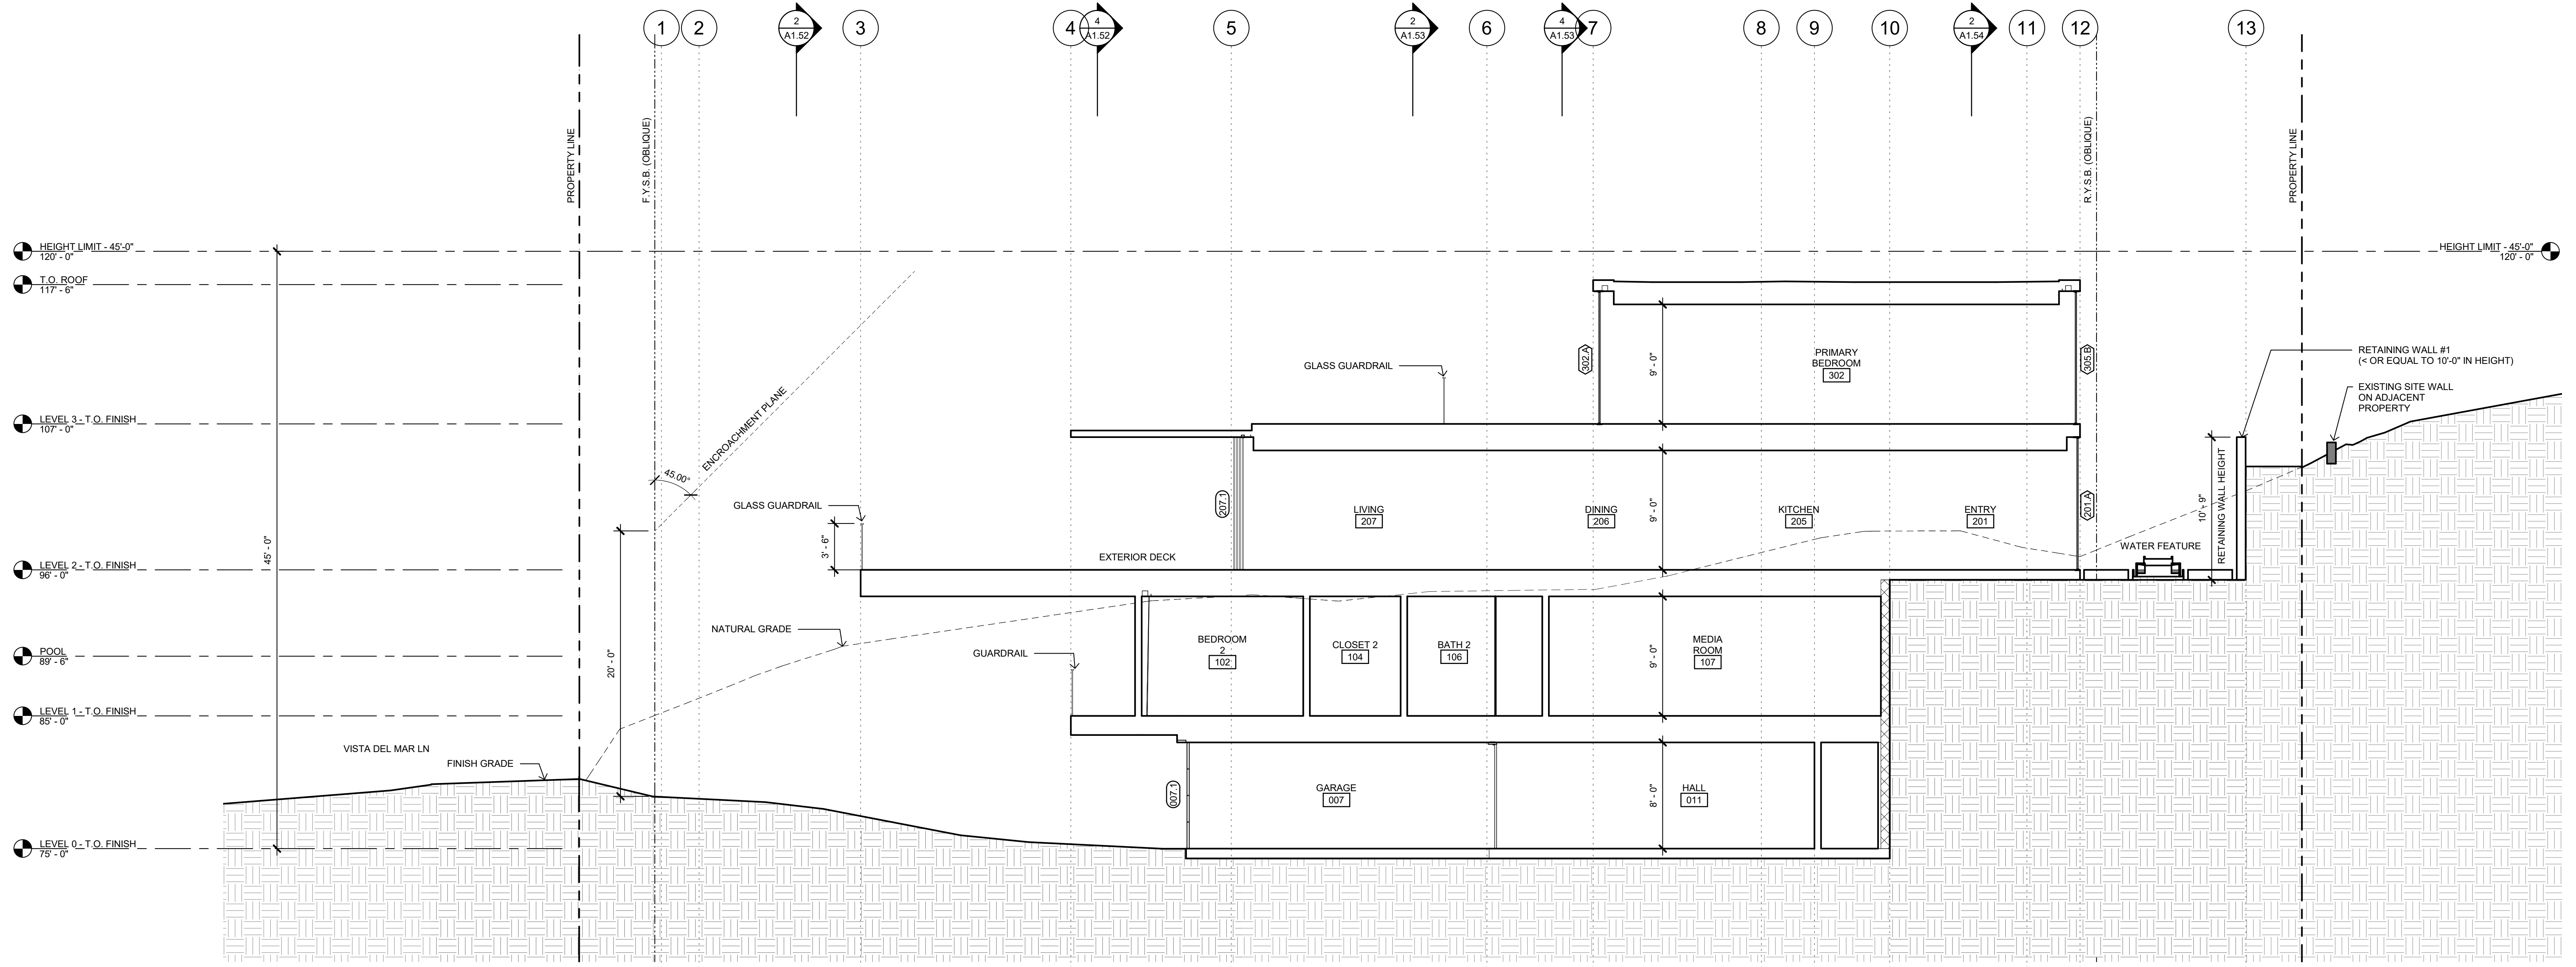 1
2
2
A1.52
3
4
4
A1.52
5
2
A1.53
6
4
A1.53
7
8
9
10
2
A1.54
11
12
13
PROPERTY LINE
F.Y.S.B. (OBLIQUE)
R.Y.S.B. (OBLIQUE)
PROPERTY LINE
HEIGHT LIMIT - 45'-0"
120' - 0"
HEIGHT LIMIT - 45'-0"
120' - 0"
T.O. ROOF
117' - 6"
LEVEL 3 - T.O. FINISH
107' - 0"
LEVEL 2 - T.O. FINISH
96' - 0"
POOL
89' - 6"
LEVEL 1 - T.O. FINISH
85' - 0"
LEVEL 0 - T.O. FINISH
75' - 0"
45' - 0"
20' - 0"
ENCROACHMENT PLANE
45.00°
GLASS GUARDRAIL
3' - 6"
NATURAL GRADE
GUARDRAIL
VISTA DEL MAR LN
FINISH GRADE
GLASS GUARDRAIL
302.A
9' - 0"
PRIMARY
BEDROOM
302
305.B
RETAINING WALL #1
(< OR EQUAL TO 10'-0" IN HEIGHT)
EXISTING SITE WALL
ON ADJACENT
PROPERTY
EXTERIOR DECK
207.1
LIVING
207
DINING
206
9' - 0"
KITCHEN
205
ENTRY
201
201.A
WATER FEATURE
10' - 9"
RETAINING WALL HEIGHT
BEDROOM
2
102
CLOSET 2
104
BATH 2
106
9' - 0"
MEDIA
ROOM
107
007.1
GARAGE
007
8' - 0"
HALL
011